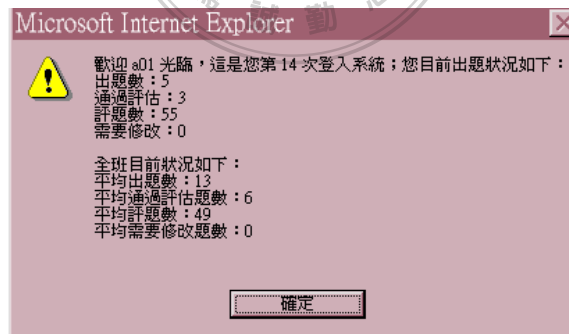 Microsoft Internet Explorer
歡迎 a01 光臨，這是您第 14 次登入系統；您目前出題狀況如下：
出題數：5
通過評估：3
評題數：55
需要修改：0
全班目前狀況如下：
平均出題數：13
平均通過評估題數：6
平均評題數：49
平均需要修改題數：0
確定